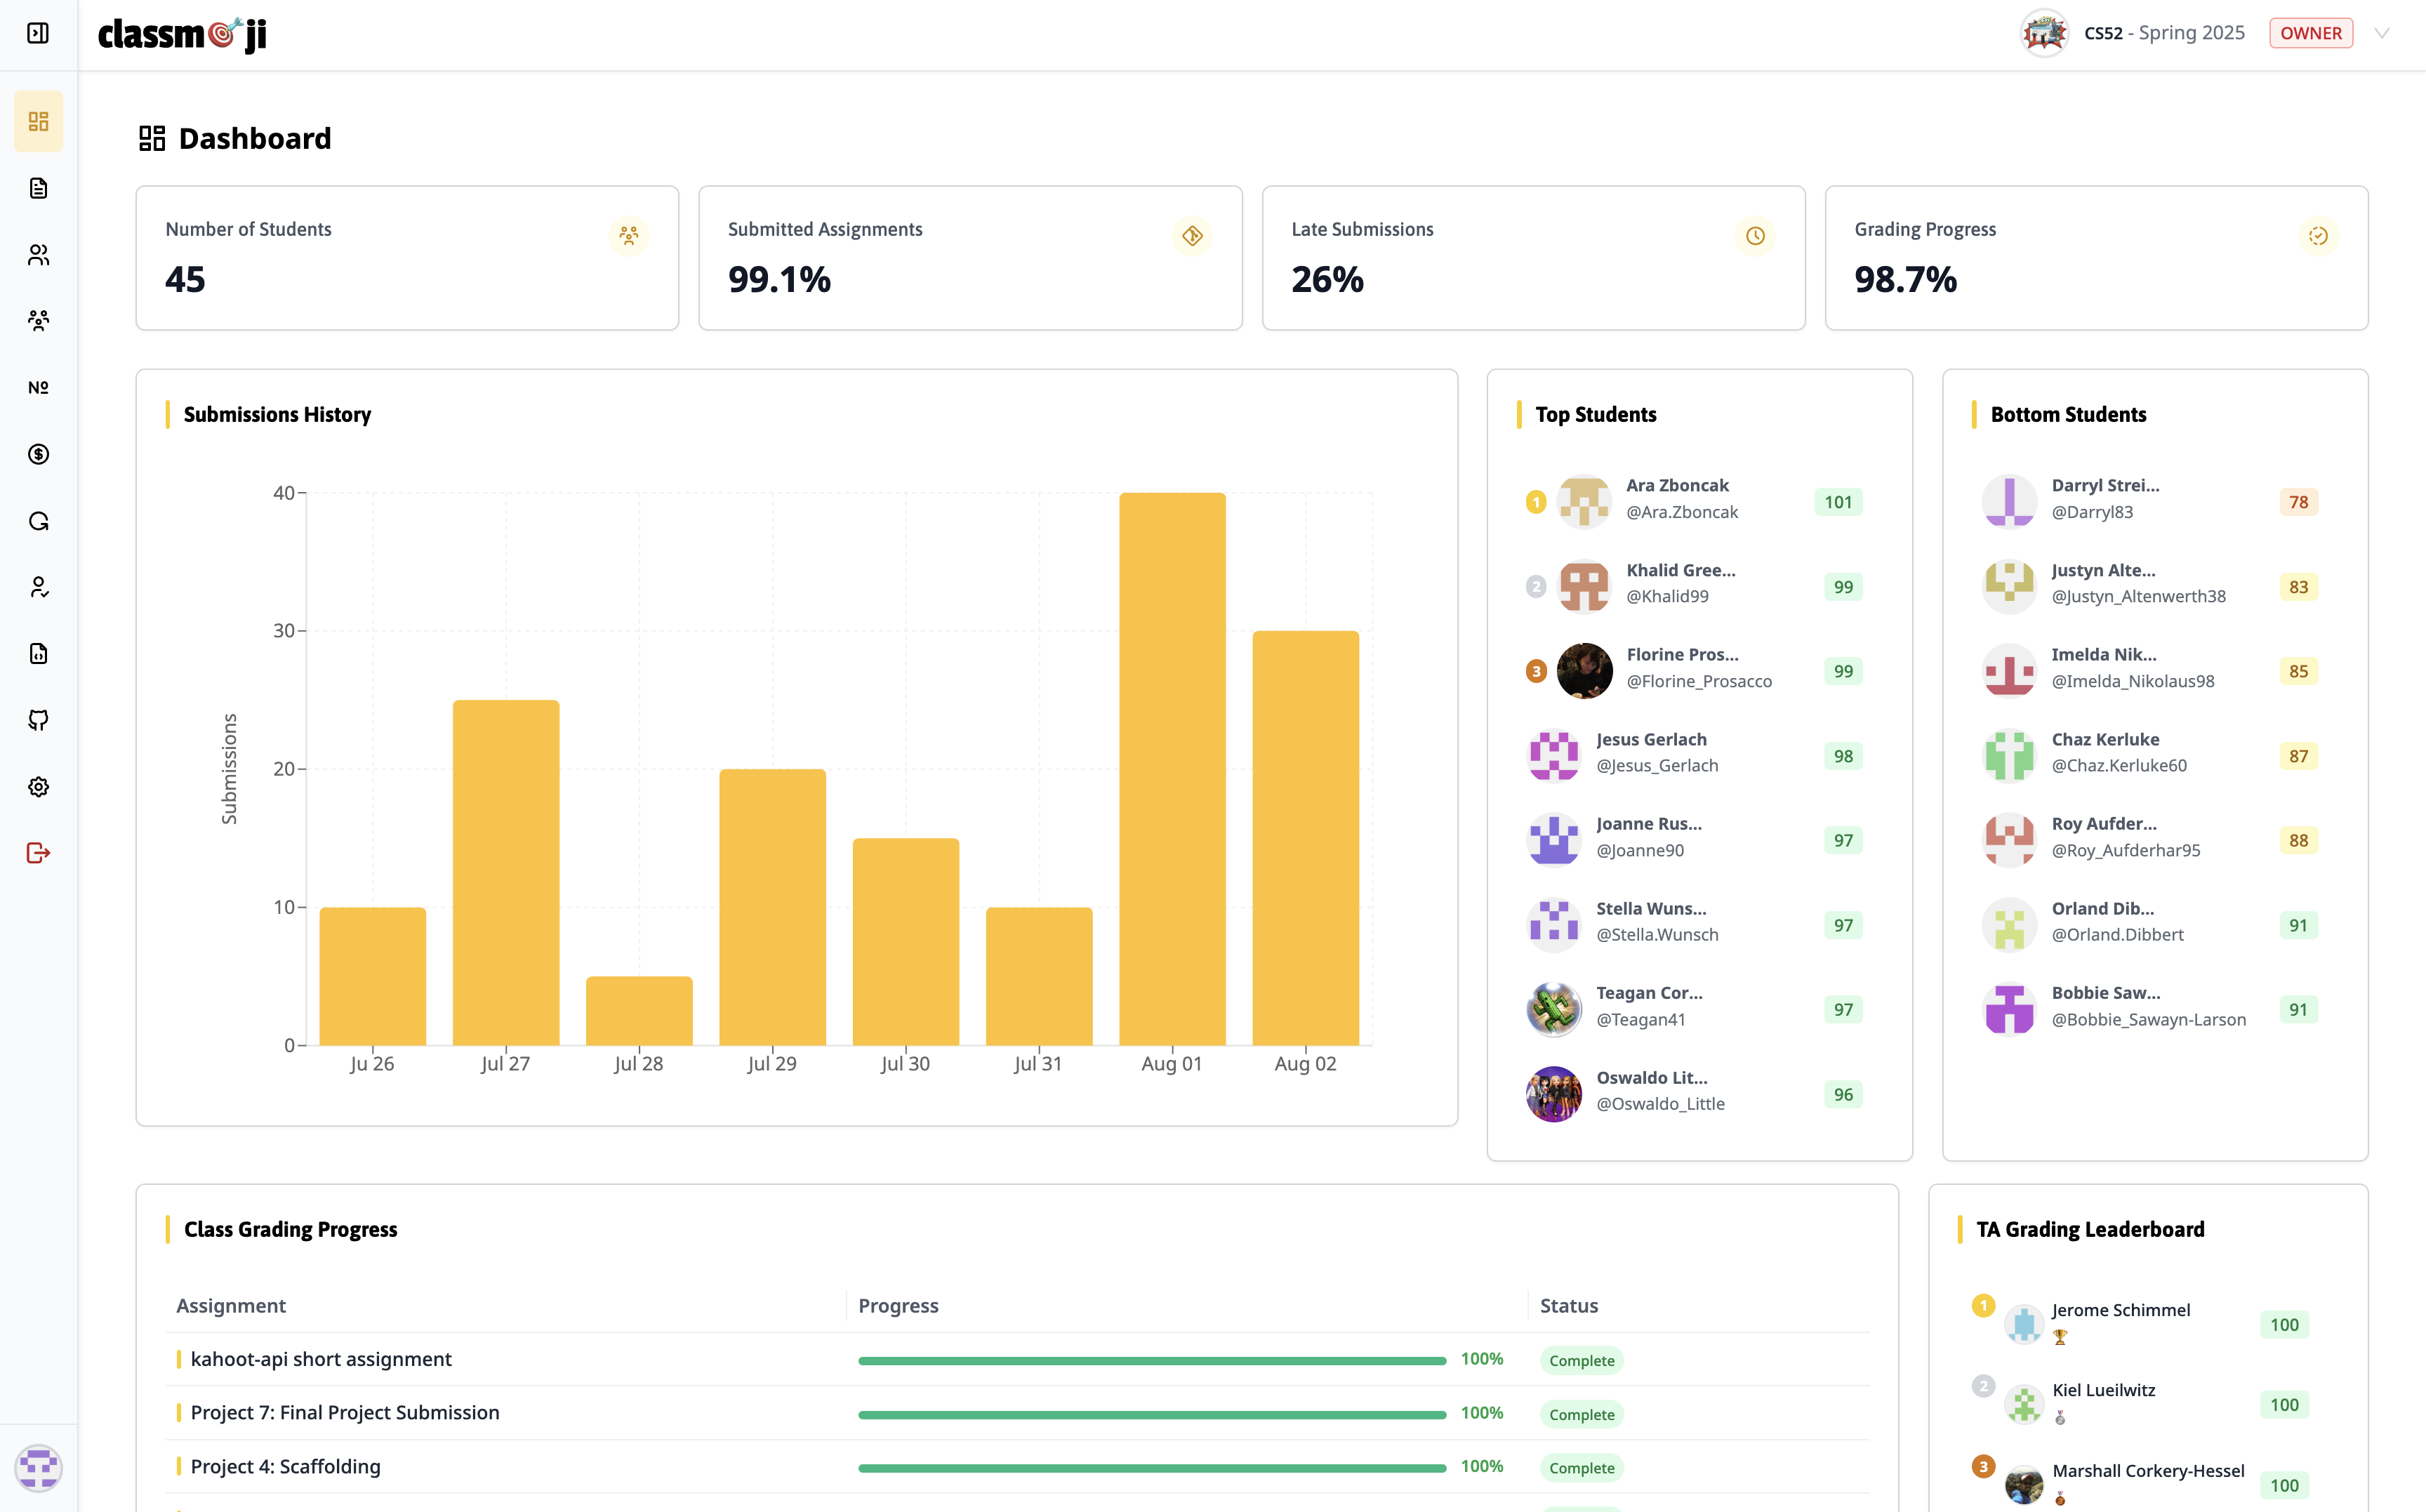 classmoji
CS52 - Spring 2025
OWNER
Dashboard
Number of Students
45
Submitted Assignments
99.1%
Late Submissions
26%
Grading Progress
98.7%
№
Submissions History
Submissions
40
30
20
10
0
Ju 26
Jul 27
Jul 28
Jul 29
Jul 30
Jul 31
Aug 01
Aug 02
Top Students
1
Ara Zboncak
@Ara.Zboncak
101
2
Khalid Gree...
@Khalid99
99
3
Florine Pros...
@Florine_Prosacco
99
Jesus Gerlach
@Jesus_Gerlach
98
Joanne Rus...
@Joanne90
97
Stella Wuns...
@Stella.Wunsch
97
Teagan Cor...
@Teagan41
97
Oswaldo Lit...
@Oswaldo_Little
96
Bottom Students
Darryl Strei...
@Darryl83
78
Justyn Alte...
@Justyn_Altenwerth38
83
Imelda Nik...
@Imelda_Nikolaus98
85
Chaz Kerluke
@Chaz.Kerluke60
87
Roy Aufder...
@Roy_Aufderhar95
88
Orland Dib...
@Orland.Dibbert
91
Bobbie Saw...
@Bobbie_Sawayn-Larson
91
Class Grading Progress
Assignment
Progress
Status
kahoot-api short assignment
100%
Complete
Project 7: Final Project Submission
100%
Complete
Project 4: Scaffolding
100%
Complete
TA Grading Leaderboard
1
Jerome Schimmel
100
2
Kiel Lueilwitz
100
3
Marshall Corkery-Hessel
100